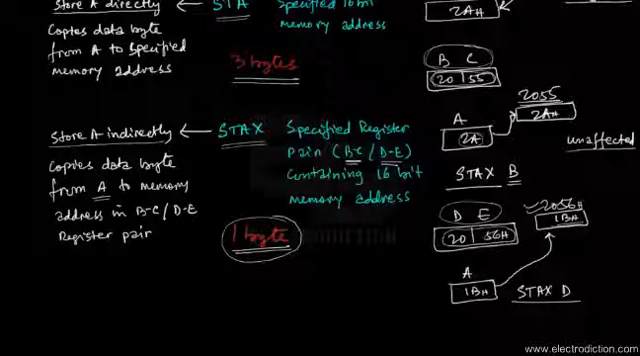 Store A directly ← STA Specified 16 bit
memory address
Copies data byte
from A to Specified
memory address
3 bytes
2AH
B C
20 55
2055
2AH
A
2A
unaffected
STAX B
Store A indirectly ← STAX Specified Register
Pair (B-C / D-E)
Containing 16 bit
memory address
Copies data byte
from A to memory
address in B-C / D-E
Register pair
1 byte
D E
20 56H
2056H
1BH
A
1BH
STAX D
www.electrodiction.com